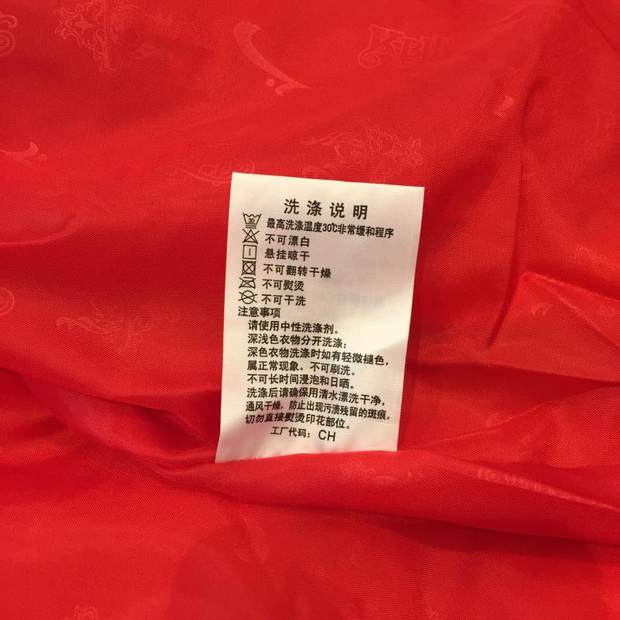 洗涤说明
最高洗涤温度30℃非常缓和程序
不可漂白
悬挂晾干
不可翻转干燥
不可熨烫
不可干洗
注意事项
请使用中性洗涤剂。
深浅色衣物分开洗涤；
深色衣物洗涤时如有轻微褪色，
属正常现象。不可刷洗。
不可长时间浸泡和日晒。
洗涤后请确保用清水漂洗干净，
通风干燥，防止出现污渍残留的斑痕，
切勿直接熨烫印花部位。
工厂代码：CH